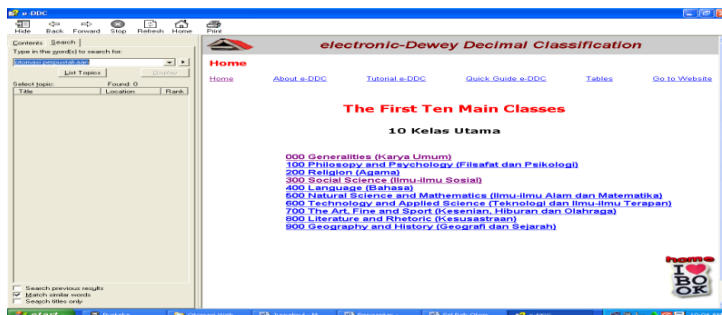 e-DDC
Hide Back Forward Stop Refresh Home Print
Contents Search
Type in the word(s) to search for:
otomasi perpustakaan
List Topics Display
Select topic: Found: 0
Title Location Rank
Search previous results
Match similar words
Search titles only
electronic-Dewey Decimal Classification
Home
Home About e-DDC Tutorial e-DDC Quick Guide e-DDC Tables Go to Website
The First Ten Main Classes
10 Kelas Utama
000 Generalities (Karya Umum)
100 Philosopy and Psychology (Filsafat dan Psikologi)
200 Religion (Agama)
300 Social Science (Ilmu-ilmu Sosial)
400 Language (Bahasa)
500 Natural Science and Mathematics (Ilmu-ilmu Alam dan Matematika)
600 Technology and Applied Science (Teknologi dan Ilmu-ilmu Terapan)
700 The Art, Fine and Sport (Kesenian, Hiburan dan Olahraga)
800 Literature and Rhetoric (Kesusastraan)
900 Geography and History (Geografi dan Sejarah)
home
I
BO
OK
start